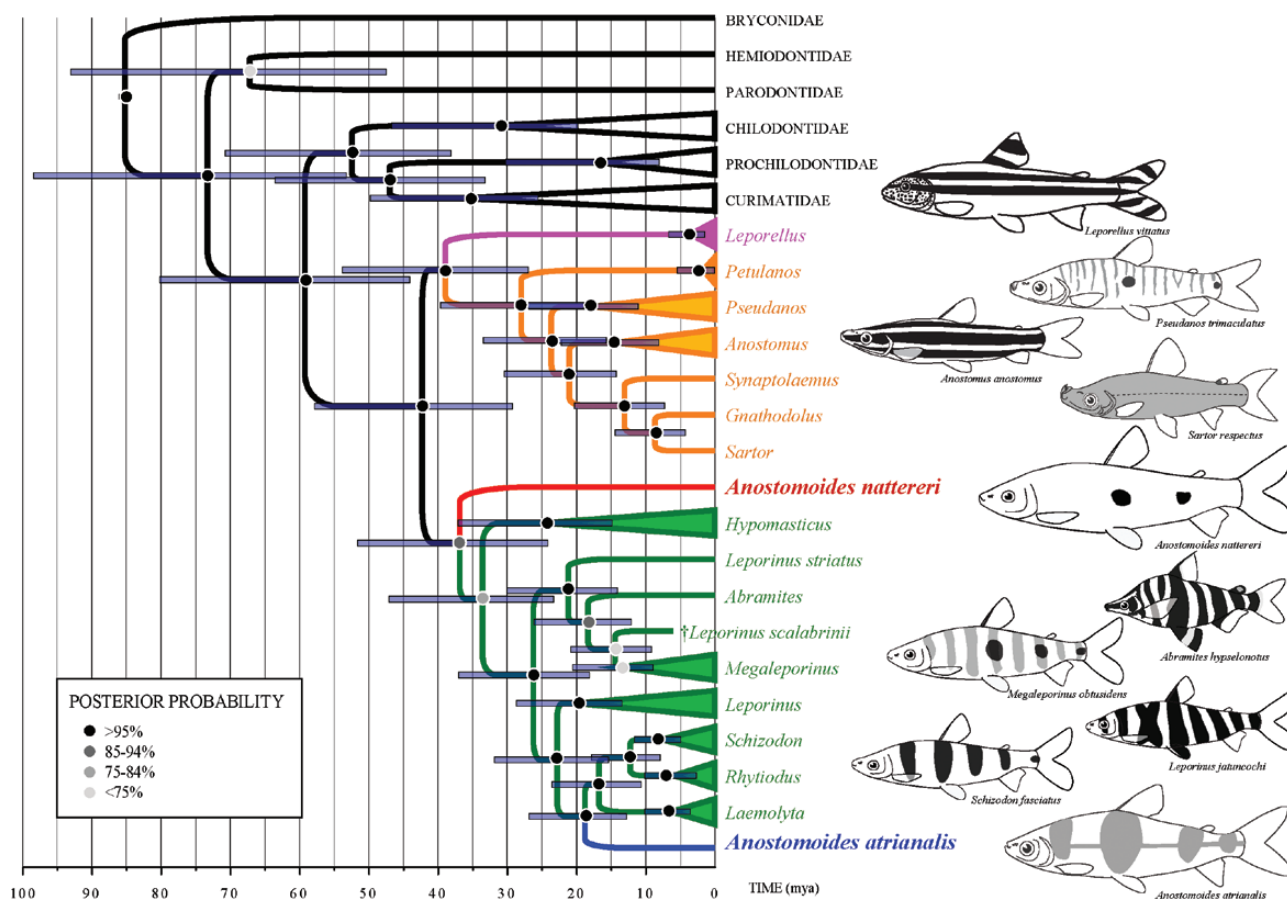 BRYCONIDAE
HEMIODONTIDAE
PARODONTIDAE
CHILODONTIDAE
PROCHILODONTIDAE
CURIMATIDAE
Leporellus
Petulanos
Pseudanos
Anostomus
Synaptolaemus
Gnathodolus
Sartor
Anostomoides nattereri
Hypomasticus
Leporinus striatus
Abramites
†Leporinus scalabrinii
Megaleporinus
Leporinus
Schizodon
Rhytiodus
Laemolyta
Anostomoides atrianalis
Leporellus vittatus
Pseudanos trimaculatus
Anostomus anostomus
Sartor respectus
Anostomoides nattereri
Abramites hypselonotus
Megaleporinus obtusidens
Leporinus jatuncochi
Schizodon fasciatus
Anostomoides atrianalis
POSTERIOR PROBABILITY
>95%
85-94%
75-84%
<75%
100 90 80 70 60 50 40 30 20 10 0 TIME (mya)